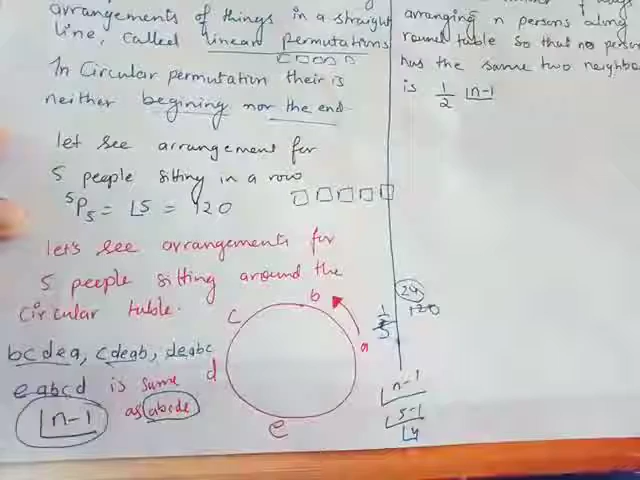 arrangements of things in a straight
line, called linear permutations
In Circular permutation their is
neither begining nor the end
let see arrangement for
5 people sitting in a row
⁵P₅ = ⌊5 = 120
let's see arrangements for
5 people sitting around the
circular table.
bcdea, cdeab, deabc
eabcd is same
as abcde
⌊n-1
a
b
c
d
e
arranging n persons along
round table so that no person
has the same two neighbo
is 1/2 ⌊n-1
24
120
1/5
⌊n-1
⌊5-1
⌊4